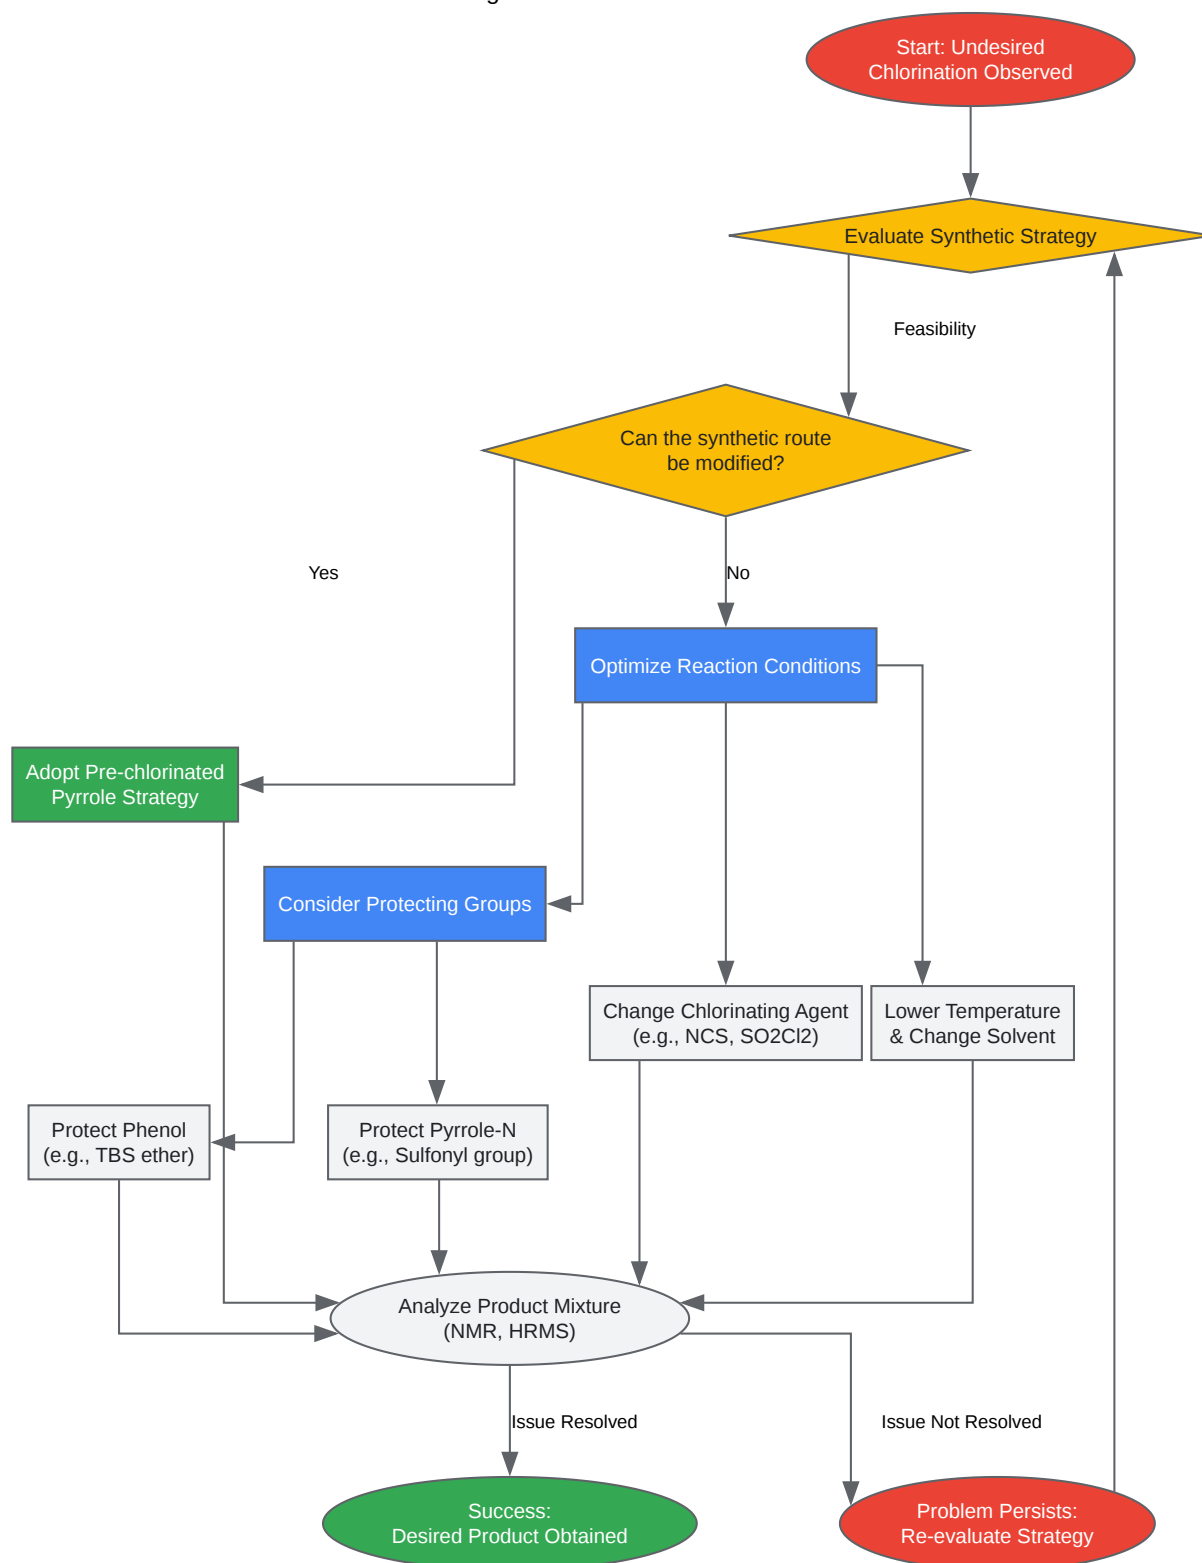 Start: Undesired
Chlorination Observed
Evaluate Synthetic Strategy
Feasibility
Can the synthetic route
be modified?
Yes
No
Optimize Reaction Conditions
Adopt Pre-chlorinated
Pyrrole Strategy
Consider Protecting Groups
Change Chlorinating Agent
(e.g., NCS, SO2Cl2)
Lower Temperature
& Change Solvent
Protect Phenol
(e.g., TBS ether)
Protect Pyrrole-N
(e.g., Sulfonyl group)
Analyze Product Mixture
(NMR, HRMS)
Issue Resolved
Issue Not Resolved
Success:
Desired Product Obtained
Problem Persists:
Re-evaluate Strategy